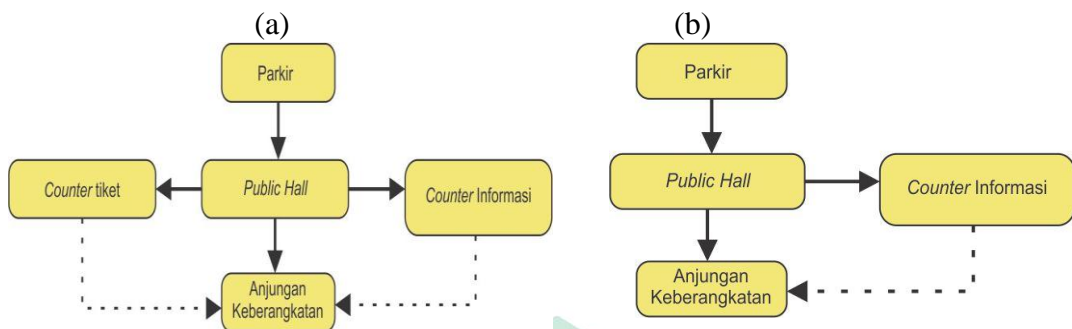 (a)
Parkir
Counter tiket
Public Hall
Counter Informasi
Anjungan
Keberangkatan
(b)
Parkir
Public Hall
Counter Informasi
Anjungan
Keberangkatan